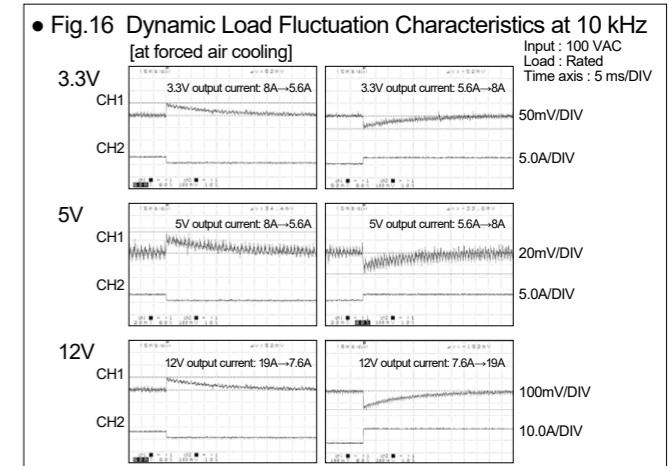 ● Fig.16 Dynamic Load Fluctuation Characteristics at 10 kHz
[at forced air cooling]
Input : 100 VAC
Load : Rated
Time axis : 5 ms/DIV
3.3V
3.3V output current: 8A→5.6A
3.3V output current: 5.6A→8A
CH1
50mV/DIV
CH2
5.0A/DIV
5V
5V output current: 8A→5.6A
5V output current: 5.6A→8A
CH1
20mV/DIV
CH2
5.0A/DIV
12V
12V output current: 19A→7.6A
12V output current: 7.6A→19A
CH1
100mV/DIV
CH2
10.0A/DIV